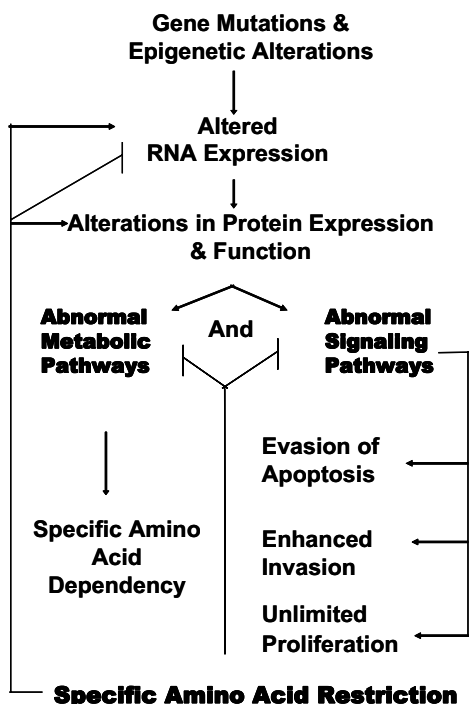 Gene Mutations &
Epigenetic Alterations
Altered
RNA Expression
Alterations in Protein Expression
& Function
Abnormal
Metabolic
Pathways
And
Abnormal
Signaling
Pathways
Evasion of
Apoptosis
Specific Amino
Acid
Dependency
Enhanced
Invasion
Unlimited
Proliferation
Specific Amino Acid Restriction